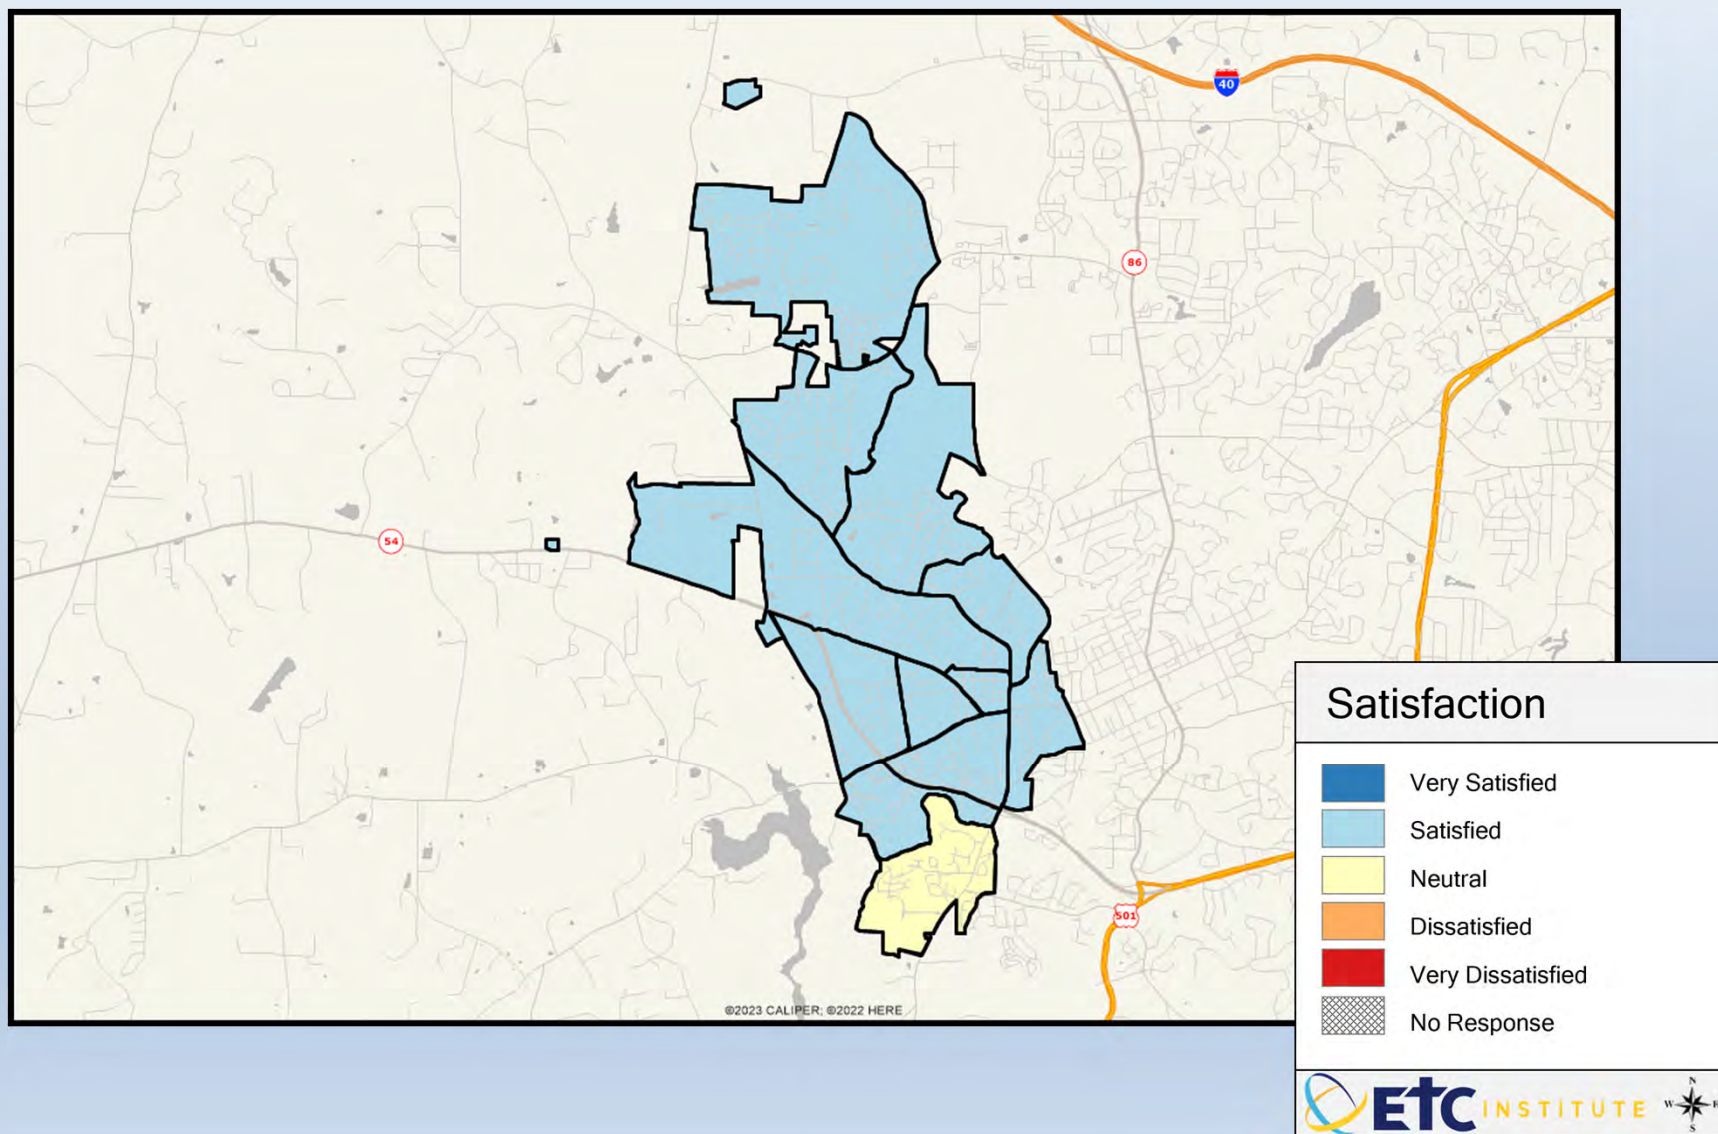 40
86
54
501
©2023 CALIPER; ©2022 HERE
Satisfaction
Very Satisfied
Satisfied
Neutral
Dissatisfied
Very Dissatisfied
No Response
ETC INSTITUTE
N
W E
S